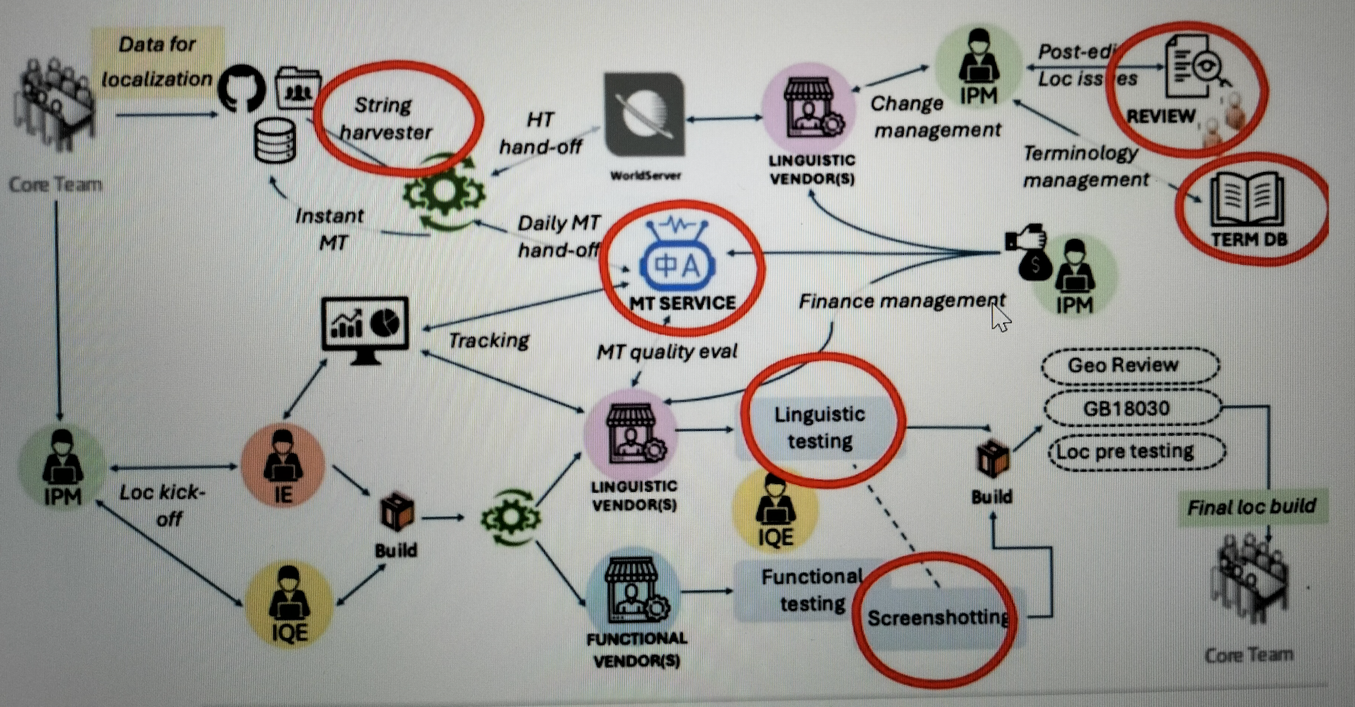 Data for
localization
Core Team
String
harvester
HT
hand-off
WorldServer
LINGUISTIC
VENDOR(S)
Change
management
IPM
Loc issues
REVIEW
Terminology
management
TERM DB
Instant
MT
Daily MT
hand-off
中A
MT SERVICE
$
IPM
Finance management
Tracking
MT quality eval
Geo Review
GB18030
Loc pre testing
Linguistic
testing
IPM
Loc kick-
off
IE
Build
LINGUISTIC
VENDOR(S)
IQE
Build
Final loc build
IQE
Functional
testing
Screenshotting
FUNCTIONAL
VENDOR(S)
Core Team